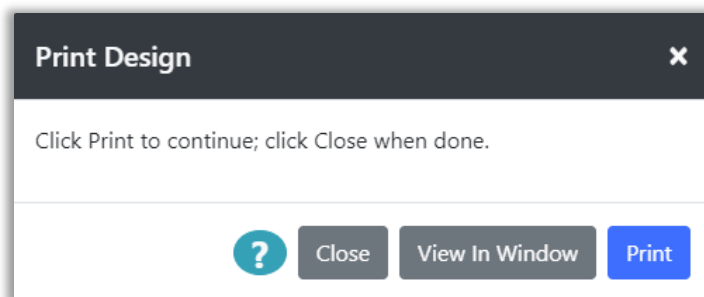 Print Design ×
Click Print to continue; click Close when done.
? Close View In Window Print